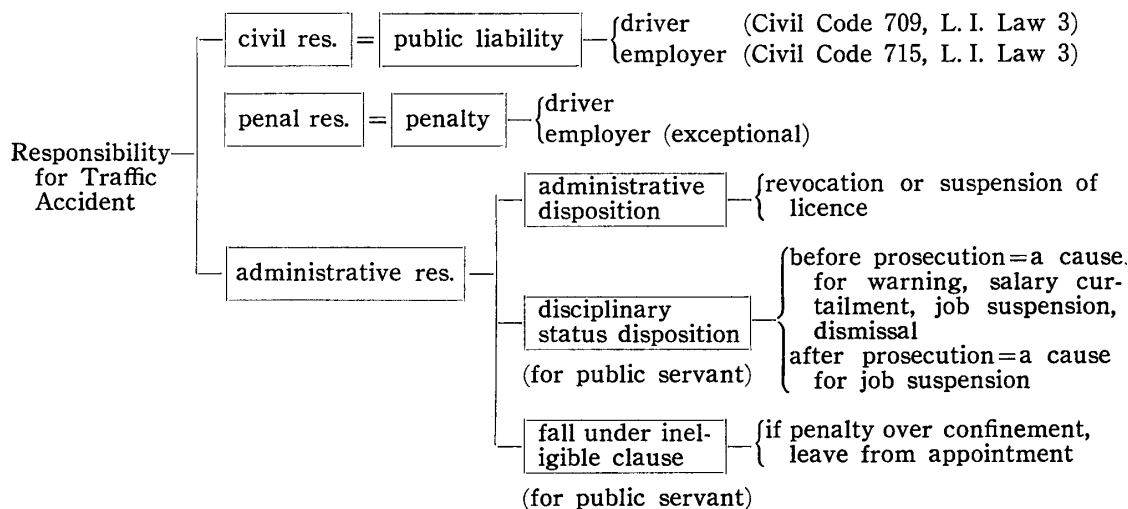 civil res. = public liability driver (Civil Code 709, L. I. Law 3)
employer (Civil Code 715, L. I. Law 3)
penal res. = penalty driver
employer (exceptional)
Responsibility
for Traffic
Accident
administrative res.
administrative
disposition
revocation or suspension of
licence
disciplinary
status disposition
(for public servant)
before prosecution=a cause
for warning, salary cur-
tailment, job suspension,
dismissal
after prosecution=a cause
for job suspension
fall under inel-
igible clause
(for public servant)
if penalty over confinement,
leave from appointment